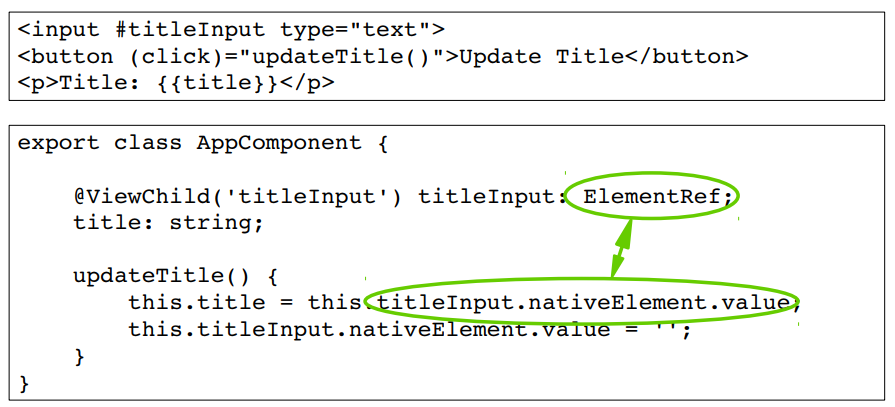 <input #titleInput type="text">
<button (click)="updateTitle()">Update Title</button>
<p>Title: {{title}}</p>
export class AppComponent {
@ViewChild('titleInput') titleInput: ElementRef;
title: string;
updateTitle() {
this.title = this.titleInput.nativeElement.value;
this.titleInput.nativeElement.value = '';
}
}